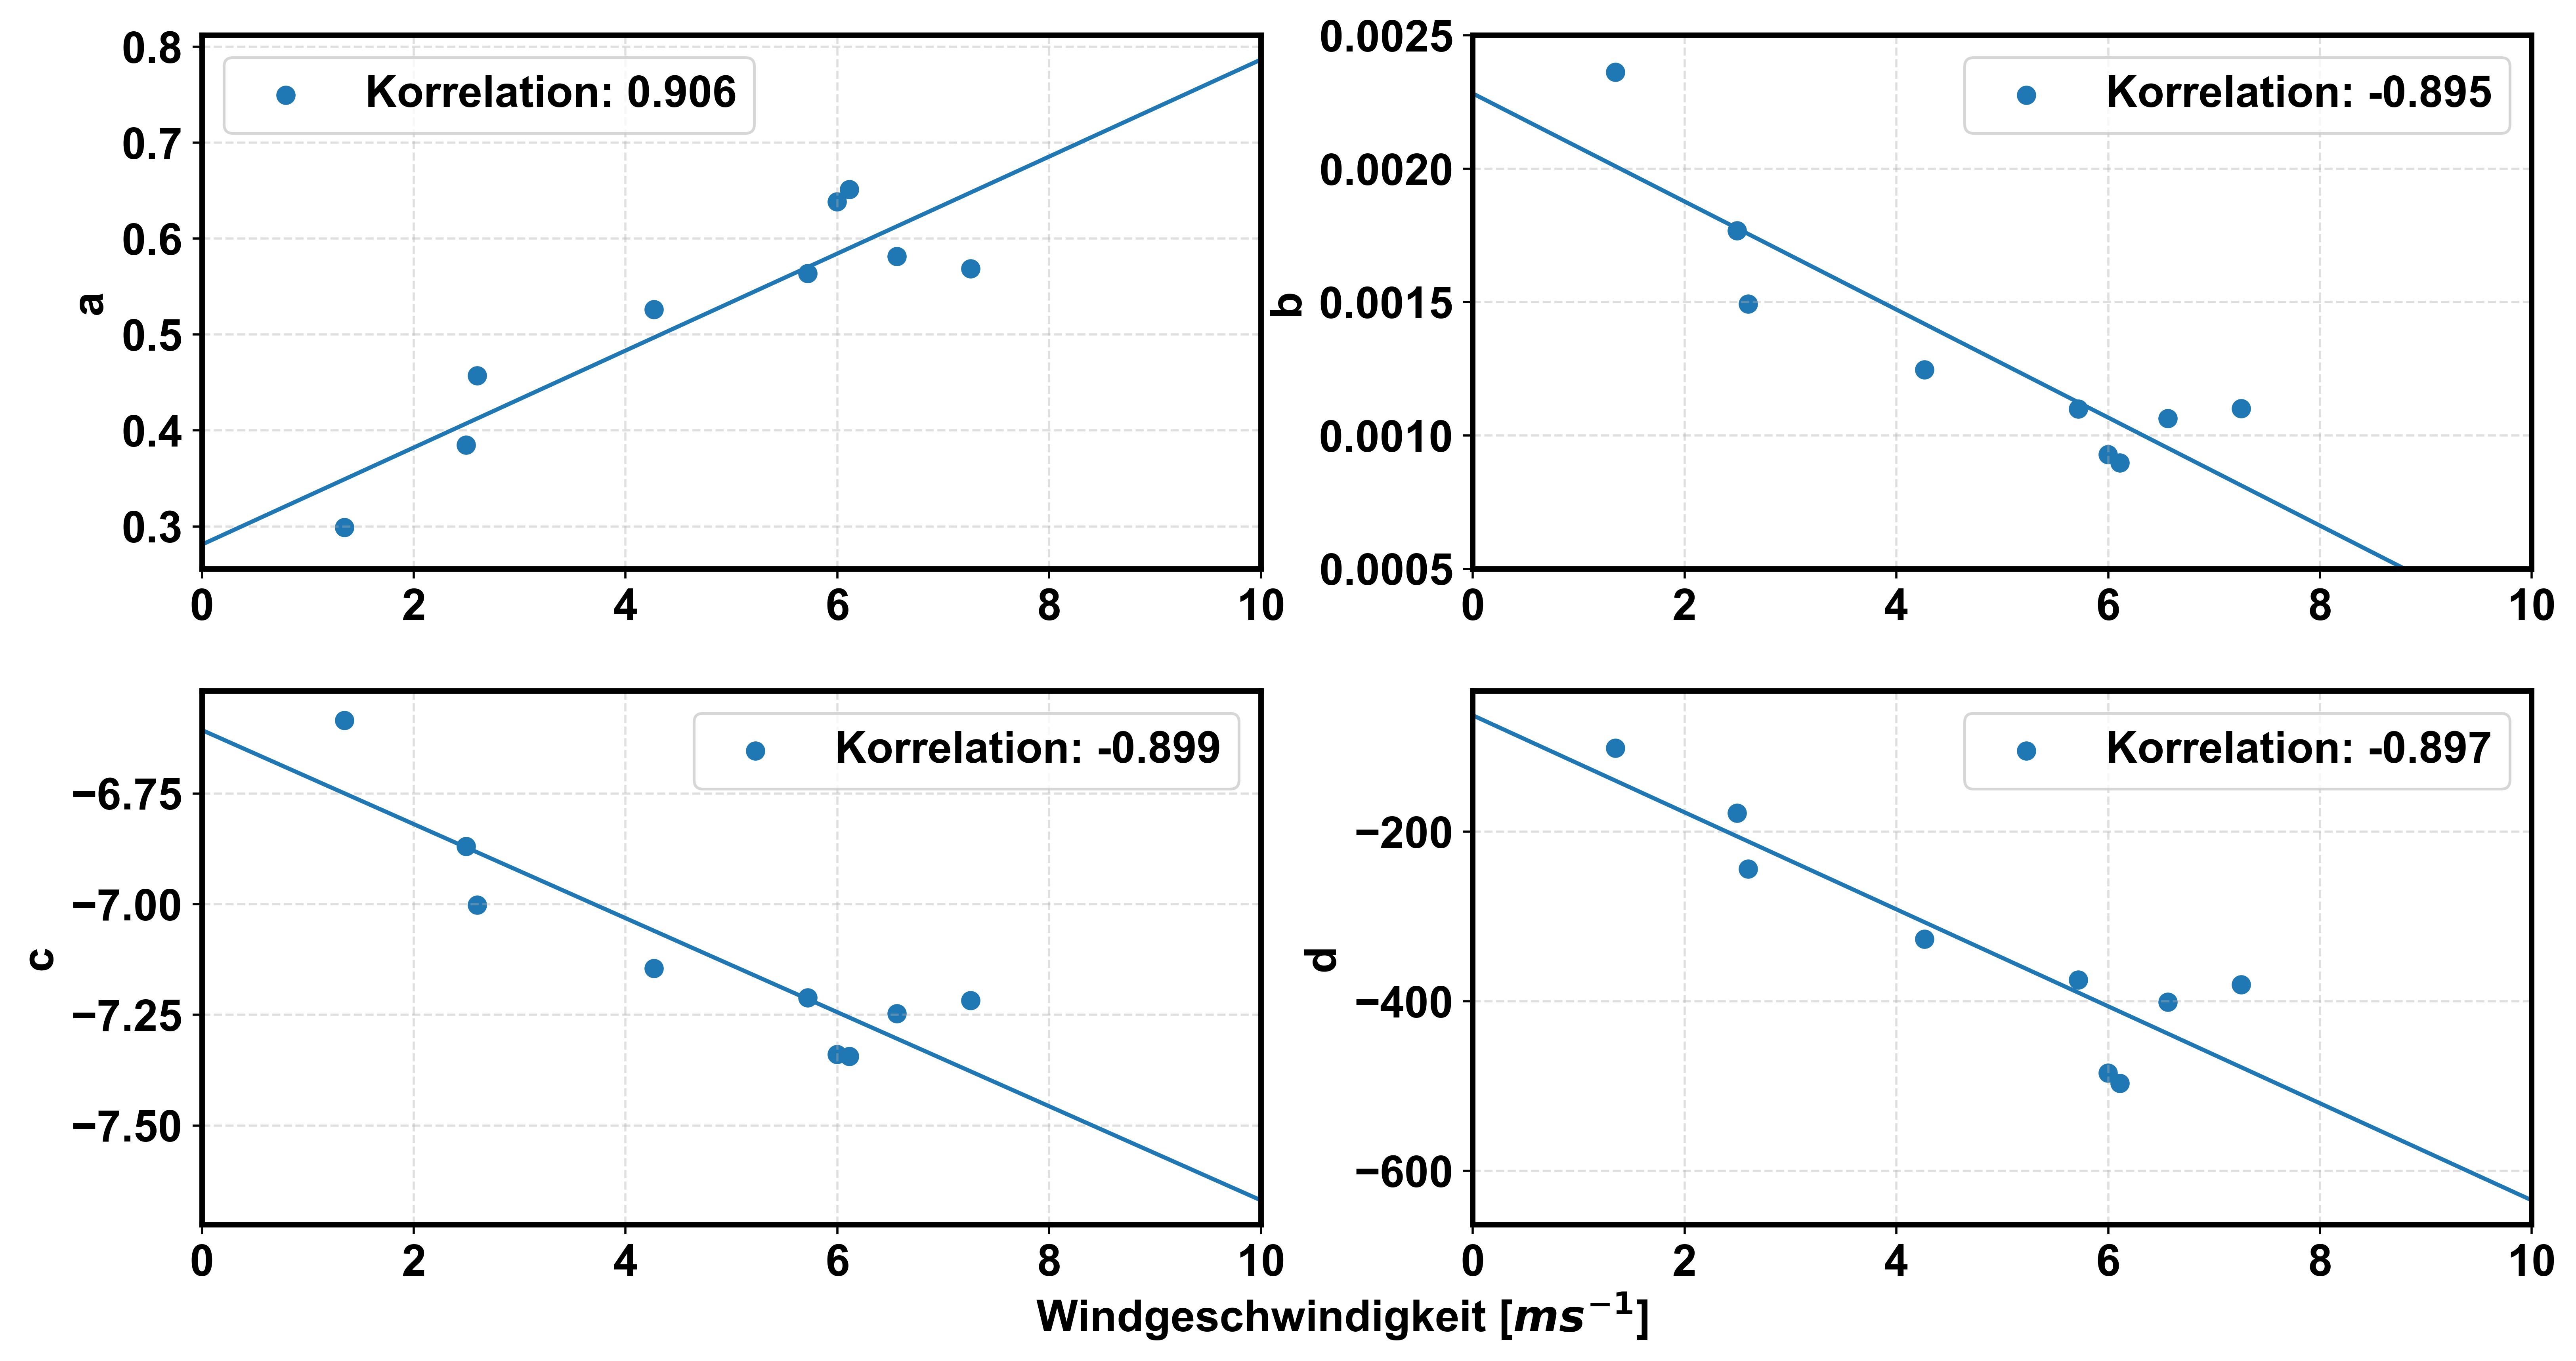 0.8
0.7
0.6
0.5
0.4
0.3
a
Korrelation: 0.906
0 2 4 6 8 10
0.0025
0.0020
0.0015
0.0010
0.0005
b
Korrelation: -0.895
0 2 4 6 8 10
−6.75
−7.00
−7.25
−7.50
c
Korrelation: -0.899
0 2 4 6 8 10
−200
−400
−600
d
Korrelation: -0.897
0 2 4 6 8 10
Windgeschwindigkeit [ms⁻¹]